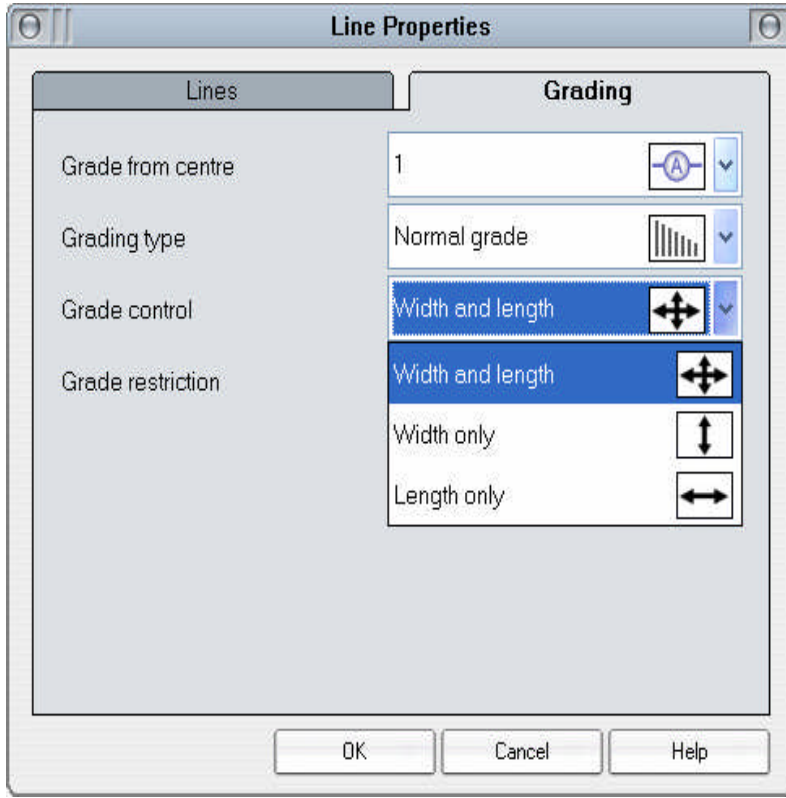 Line Properties
Lines
Grading
Grade from centre
1
A
Grading type
Normal grade
Grade control
Width and length
Grade restriction
Width and length
Width only
Length only
OK
Cancel
Help